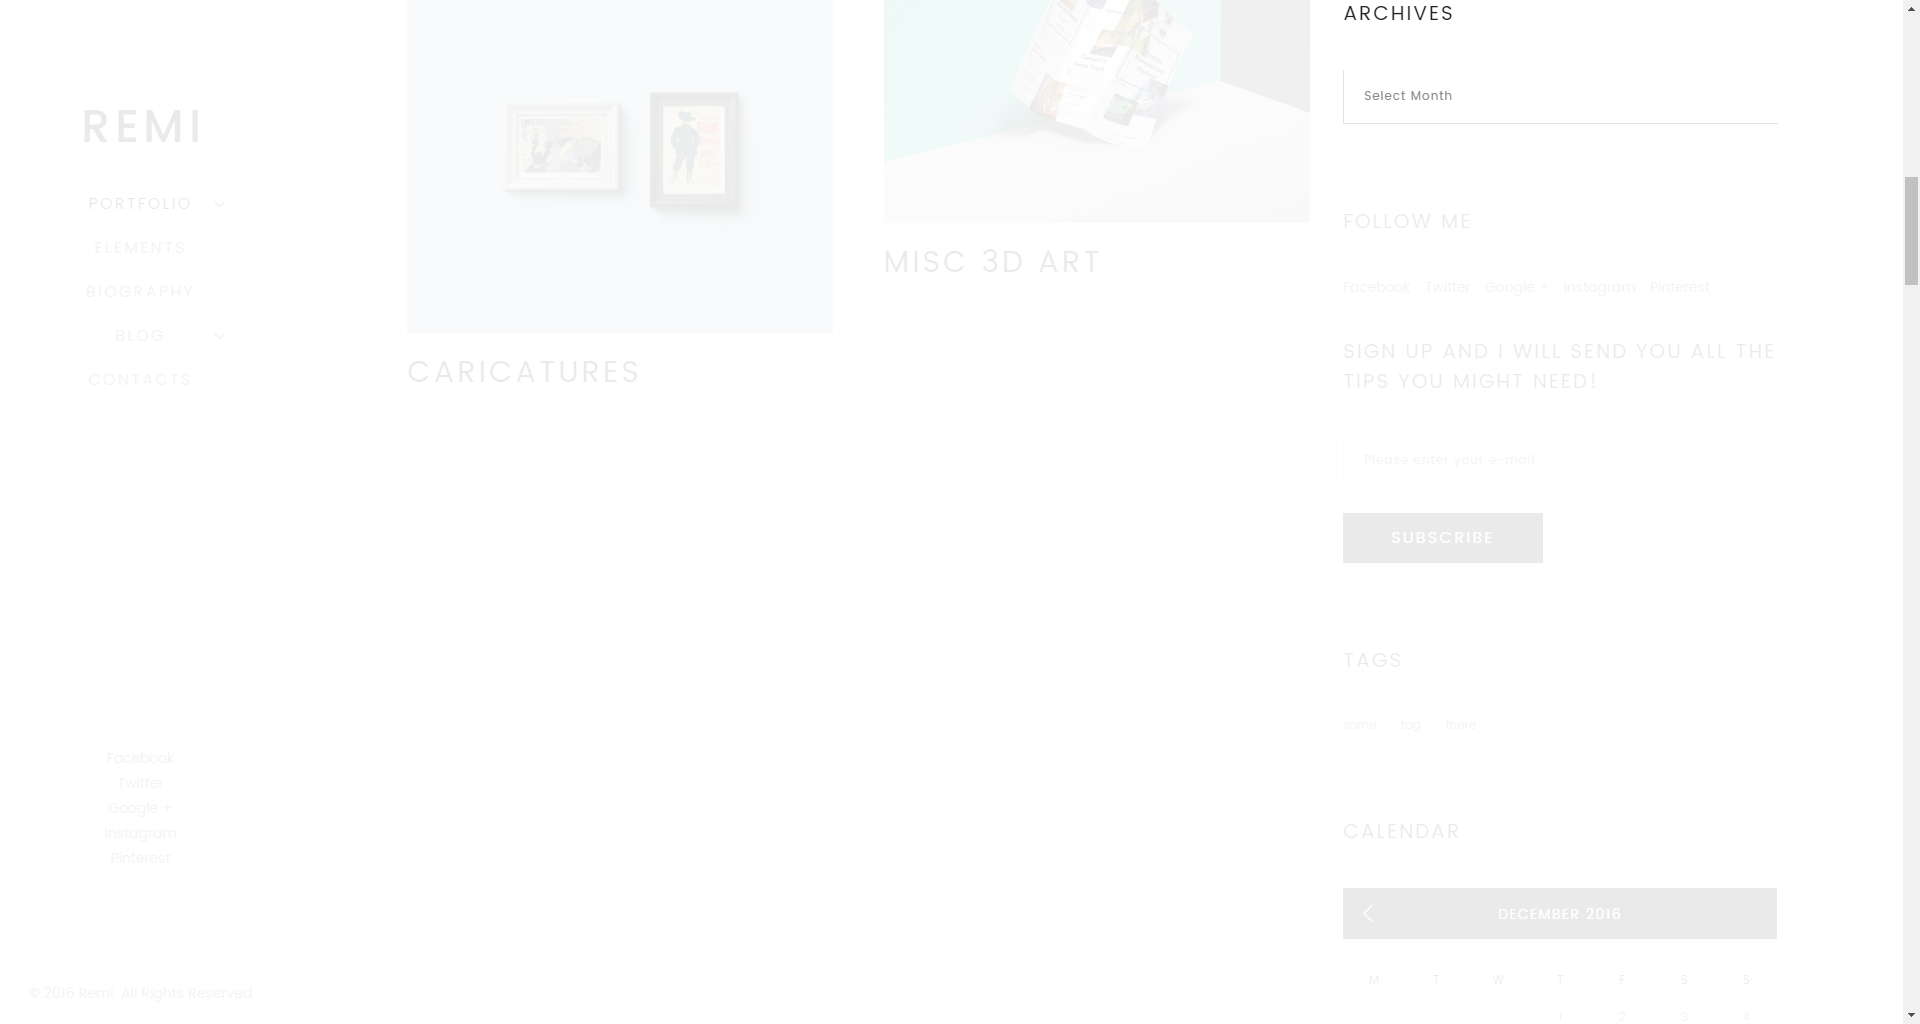 REMI
PORTFOLIO
ELEMENTS
BIOGRAPHY
BLOG
CONTACTS
Facebook
Twitter
Google +
Instagram
Pinterest
© 2016 Remi. All Rights Reserved
CARICATURES
MISC 3D ART
ARCHIVES
Select Month
FOLLOW ME
Facebook Twitter Google + Instagram Pinterest
SIGN UP AND I WILL SEND YOU ALL THE
TIPS YOU MIGHT NEED!
Please enter your e-mail
SUBSCRIBE
TAGS
some tag there
CALENDAR
DECEMBER 2016
M T W T F S S
1 2 3 4